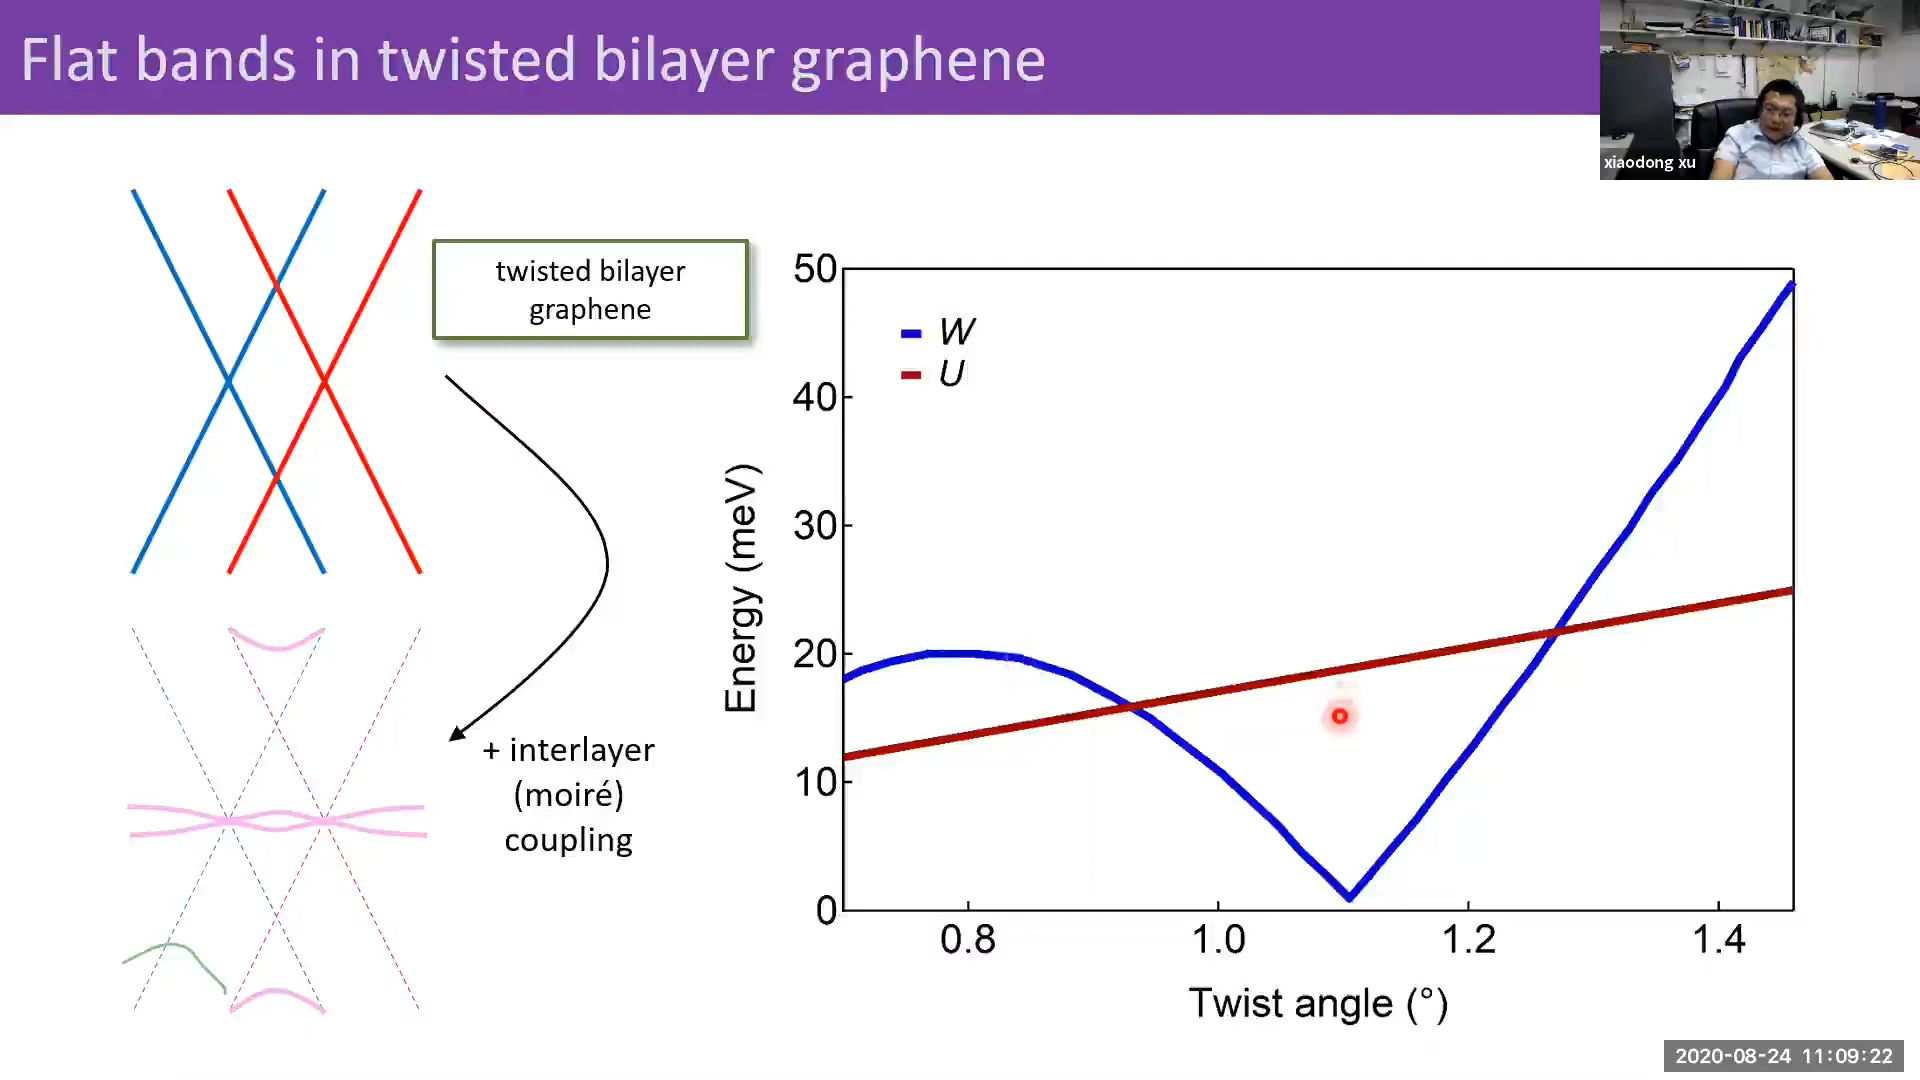 Flat bands in twisted bilayer graphene
xiaodong xu
twisted bilayer
graphene
+ interlayer
(moiré)
coupling
W
U
50
40
30
20
10
0
Energy (meV)
0.8 1.0 1.2 1.4
Twist angle (°)
2020-08-24 11:09:22